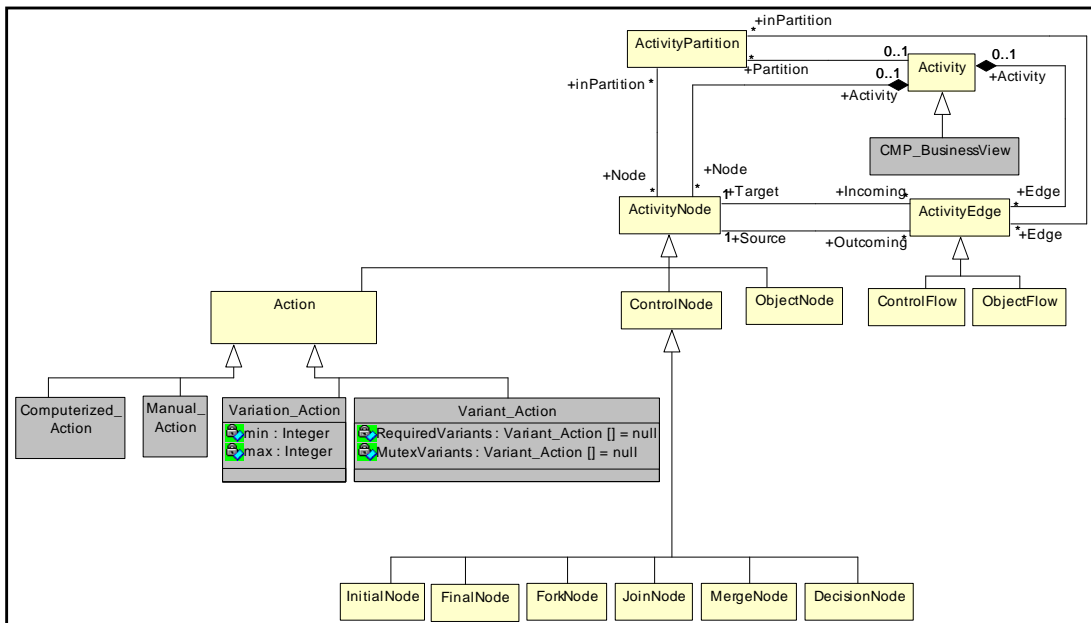 +inPartition
*
ActivityPartition
0..1
0..1
Activity
+Partition
*
+Activity
+inPartition
*
0..1
+Activity
CMP_BusinessView
+Node
+Node
*
*
+Target
1
+Incoming
*
+Edge
*
ActivityNode
ActivityEdge
1
+Source
+Outcoming
*
*
+Edge
Action
ControlNode
ObjectNode
ControlFlow
ObjectFlow
Computerized_
Action
Manual_
Action
Variation_Action
min : Integer
max : Integer
Variant_Action
RequiredVariants : Variant_Action [] = null
MutexVariants : Variant_Action [] = null
InitialNode
FinalNode
ForkNode
JoinNode
MergeNode
DecisionNode